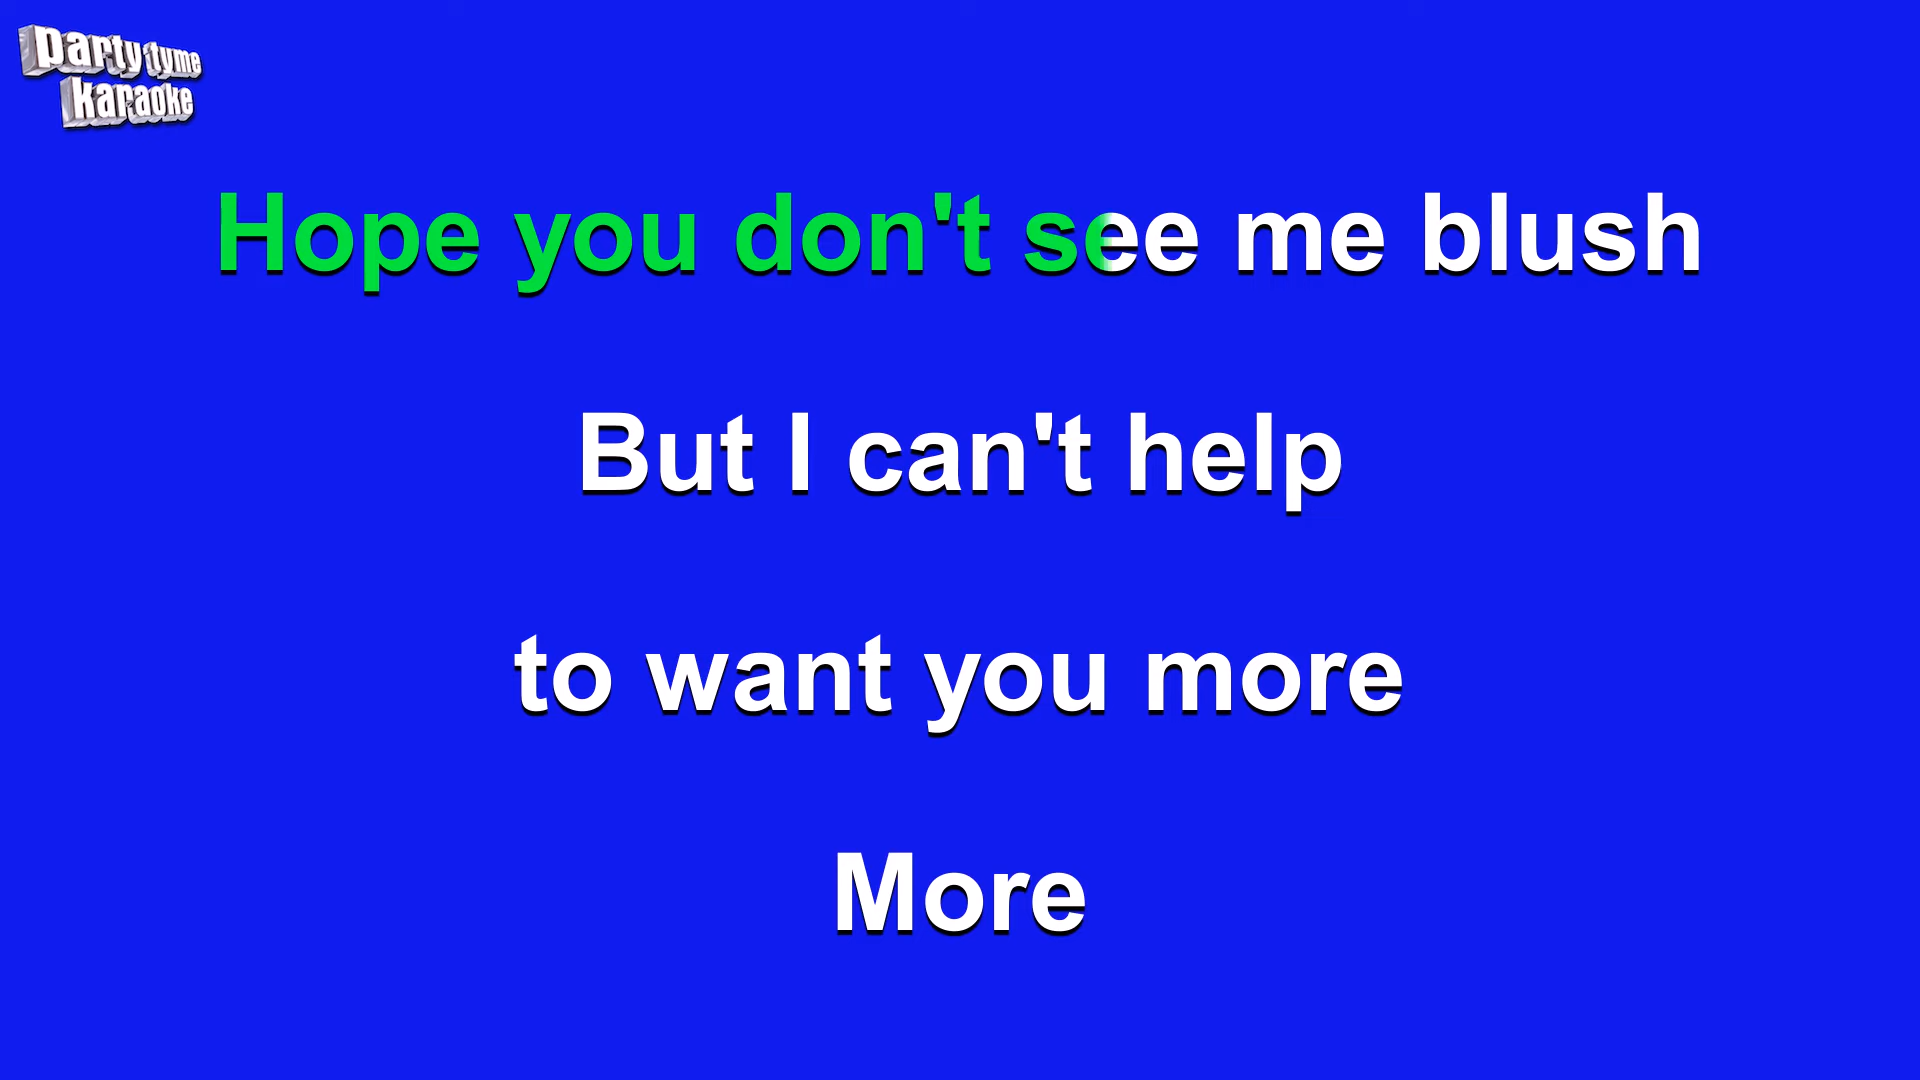 party tyme
karaoke
Hope you don't see me blush
But I can't help
to want you more
More